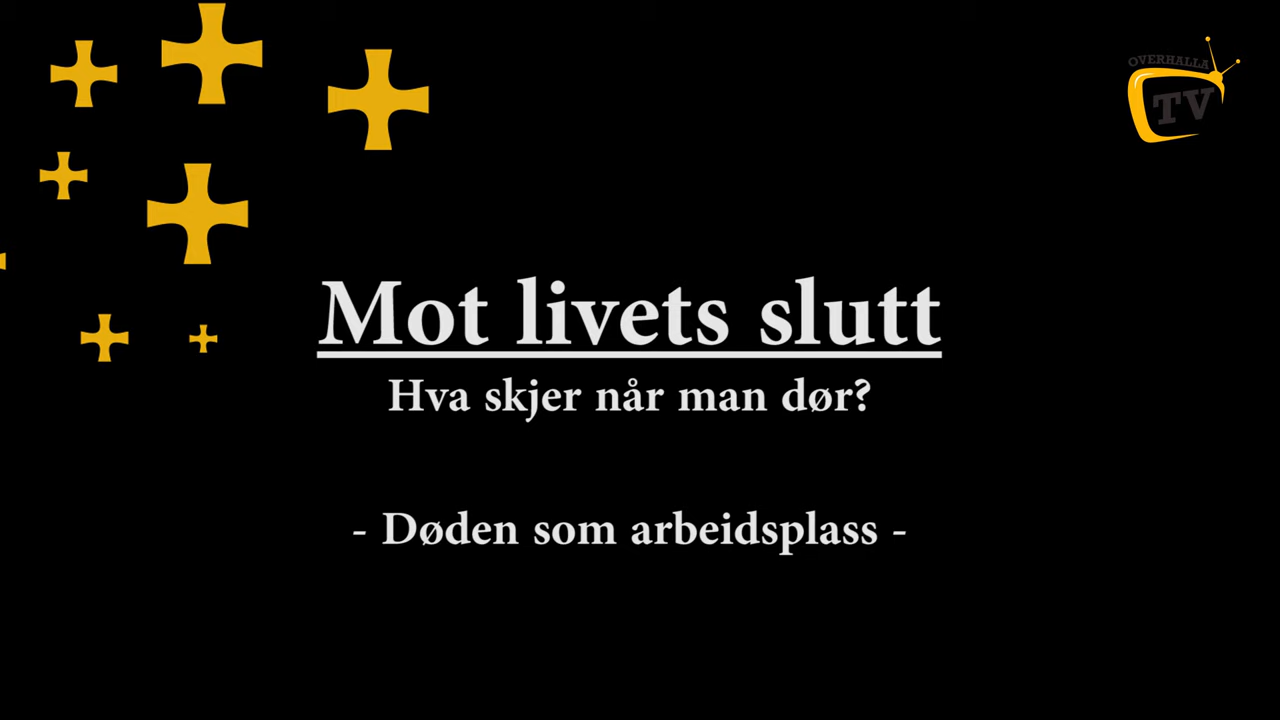 OVERHALLA
TV
Mot livets slutt
Hva skjer når man dør?
- Døden som arbeidsplass -